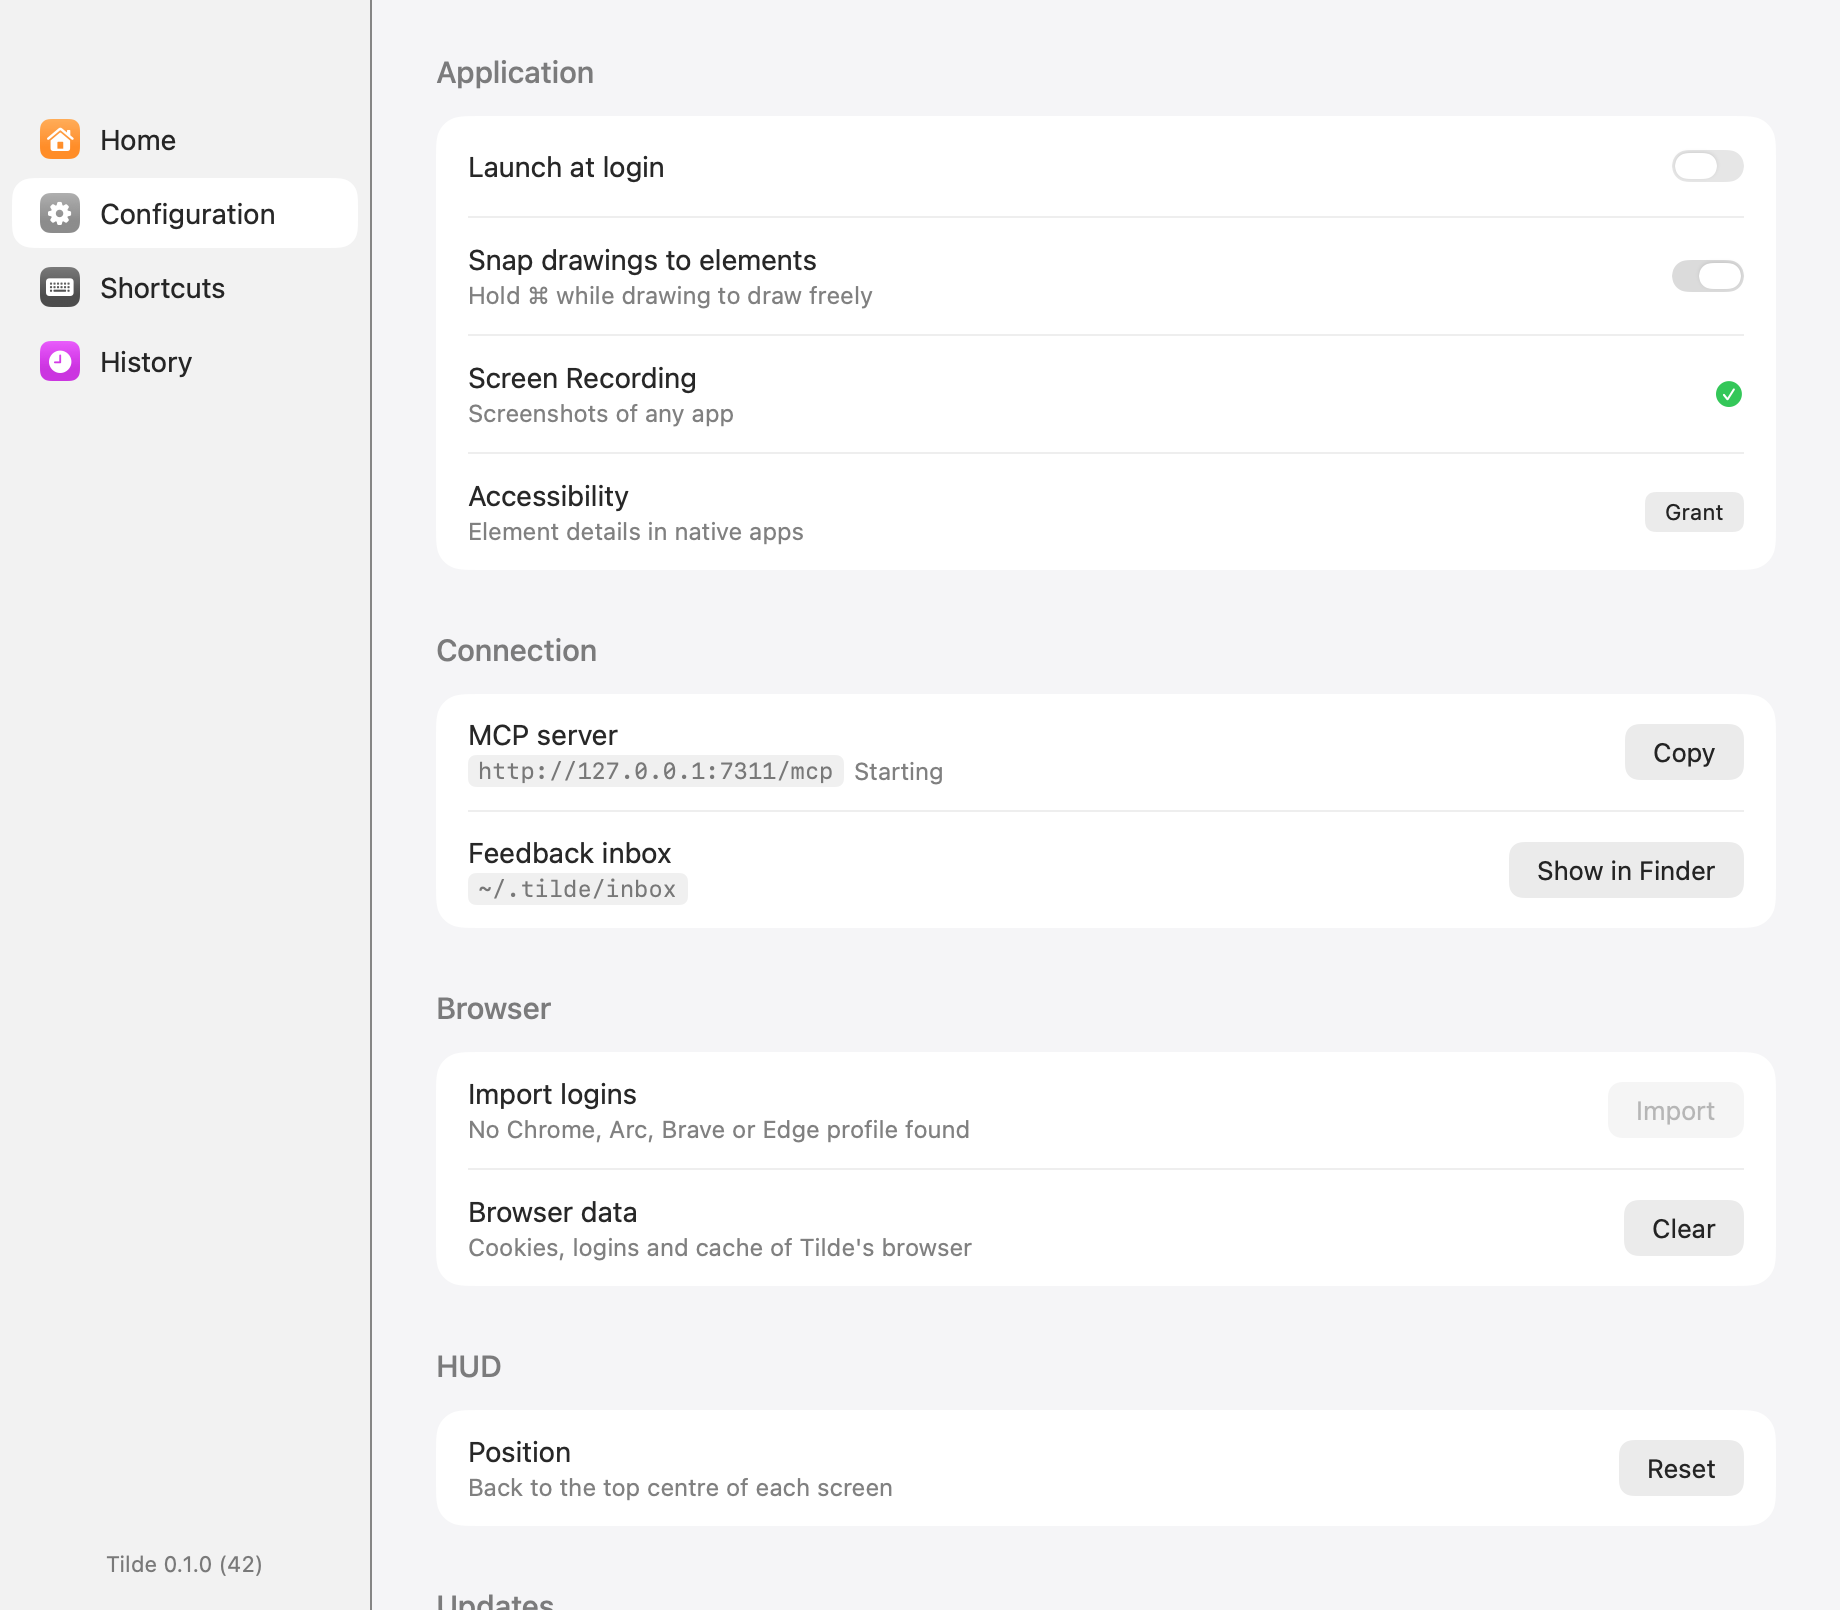 Home
Configuration
Shortcuts
History
Tilde 0.1.0 (42)
Application
Launch at login
Snap drawings to elements
Hold ⌘ while drawing to draw freely
Screen Recording
Screenshots of any app
Accessibility
Element details in native apps
Grant
Connection
MCP server
http://127.0.0.1:7311/mcp Starting
Copy
Feedback inbox
~/.tilde/inbox
Show in Finder
Browser
Import logins
No Chrome, Arc, Brave or Edge profile found
Import
Browser data
Cookies, logins and cache of Tilde's browser
Clear
HUD
Position
Back to the top centre of each screen
Reset
Updates